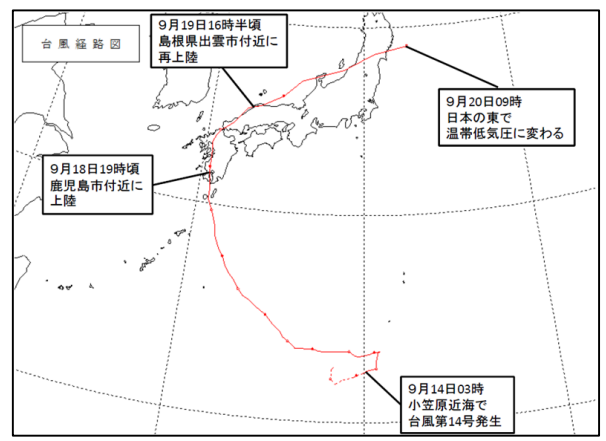 台風経路図
９月19日16時半頃
島根県出雲市付近に
再上陸
９月20日09時
日本の東で
温帯低気圧に変わる
９月18日19時頃
鹿児島市付近に
上陸
９月14日03時
小笠原近海で
台風第14号発生